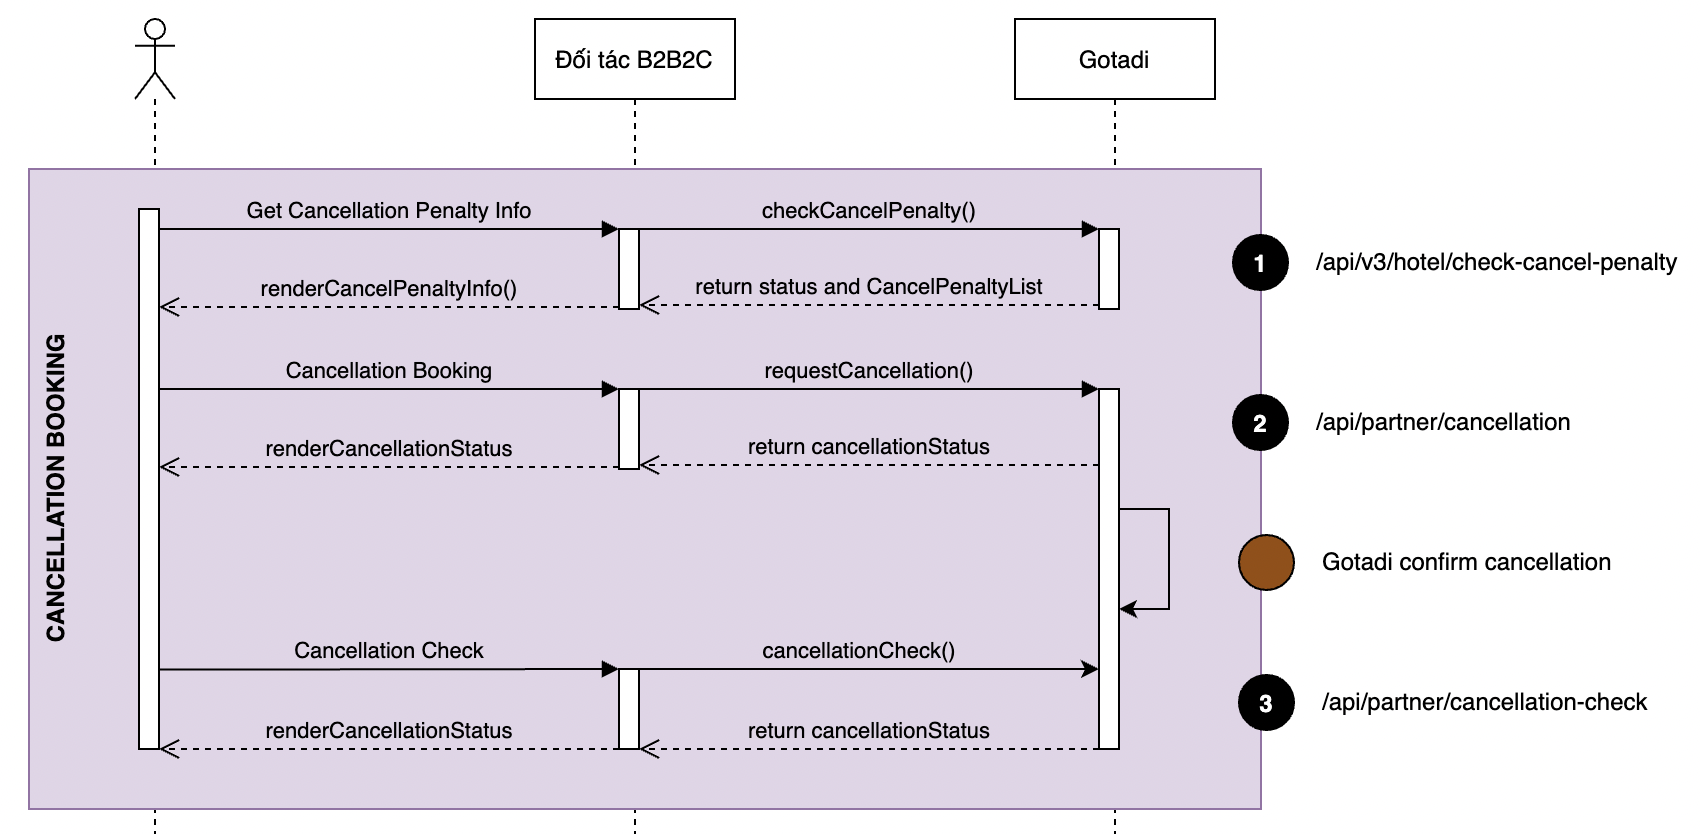 Đối tác B2B2C
Gotadi
CANCELLATION BOOKING
Get Cancellation Penalty Info
checkCancelPenalty()
1
/api/v3/hotel/check-cancel-penalty
renderCancelPenaltyInfo()
return status and CancelPenaltyList
Cancellation Booking
requestCancellation()
2
/api/partner/cancellation
renderCancellationStatus
return cancellationStatus
Gotadi confirm cancellation
Cancellation Check
cancellationCheck()
3
/api/partner/cancellation-check
renderCancellationStatus
return cancellationStatus